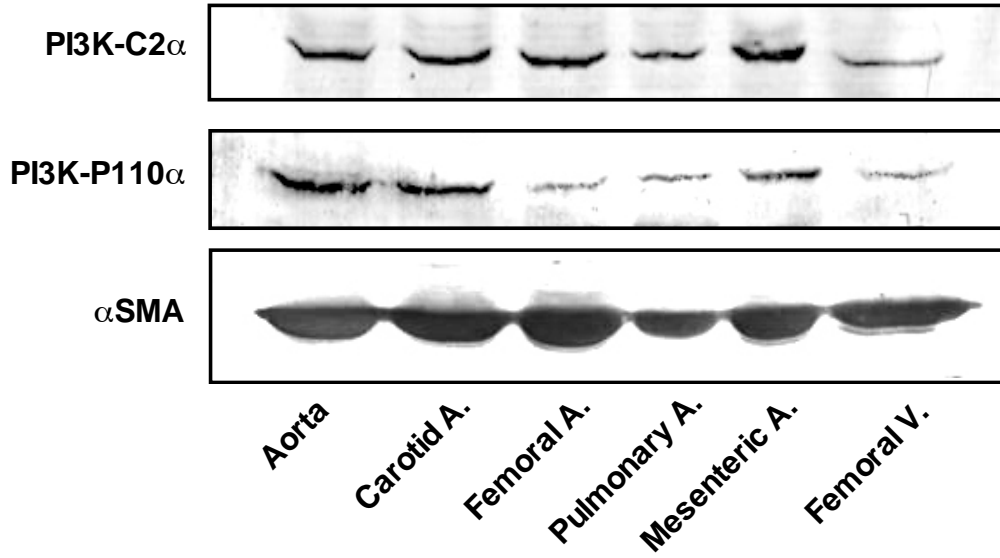 PI3K-C2α
PI3K-P110α
αSMA
Aorta
Carotid A.
Femoral A.
Pulmonary A.
Mesenteric A.
Femoral V.